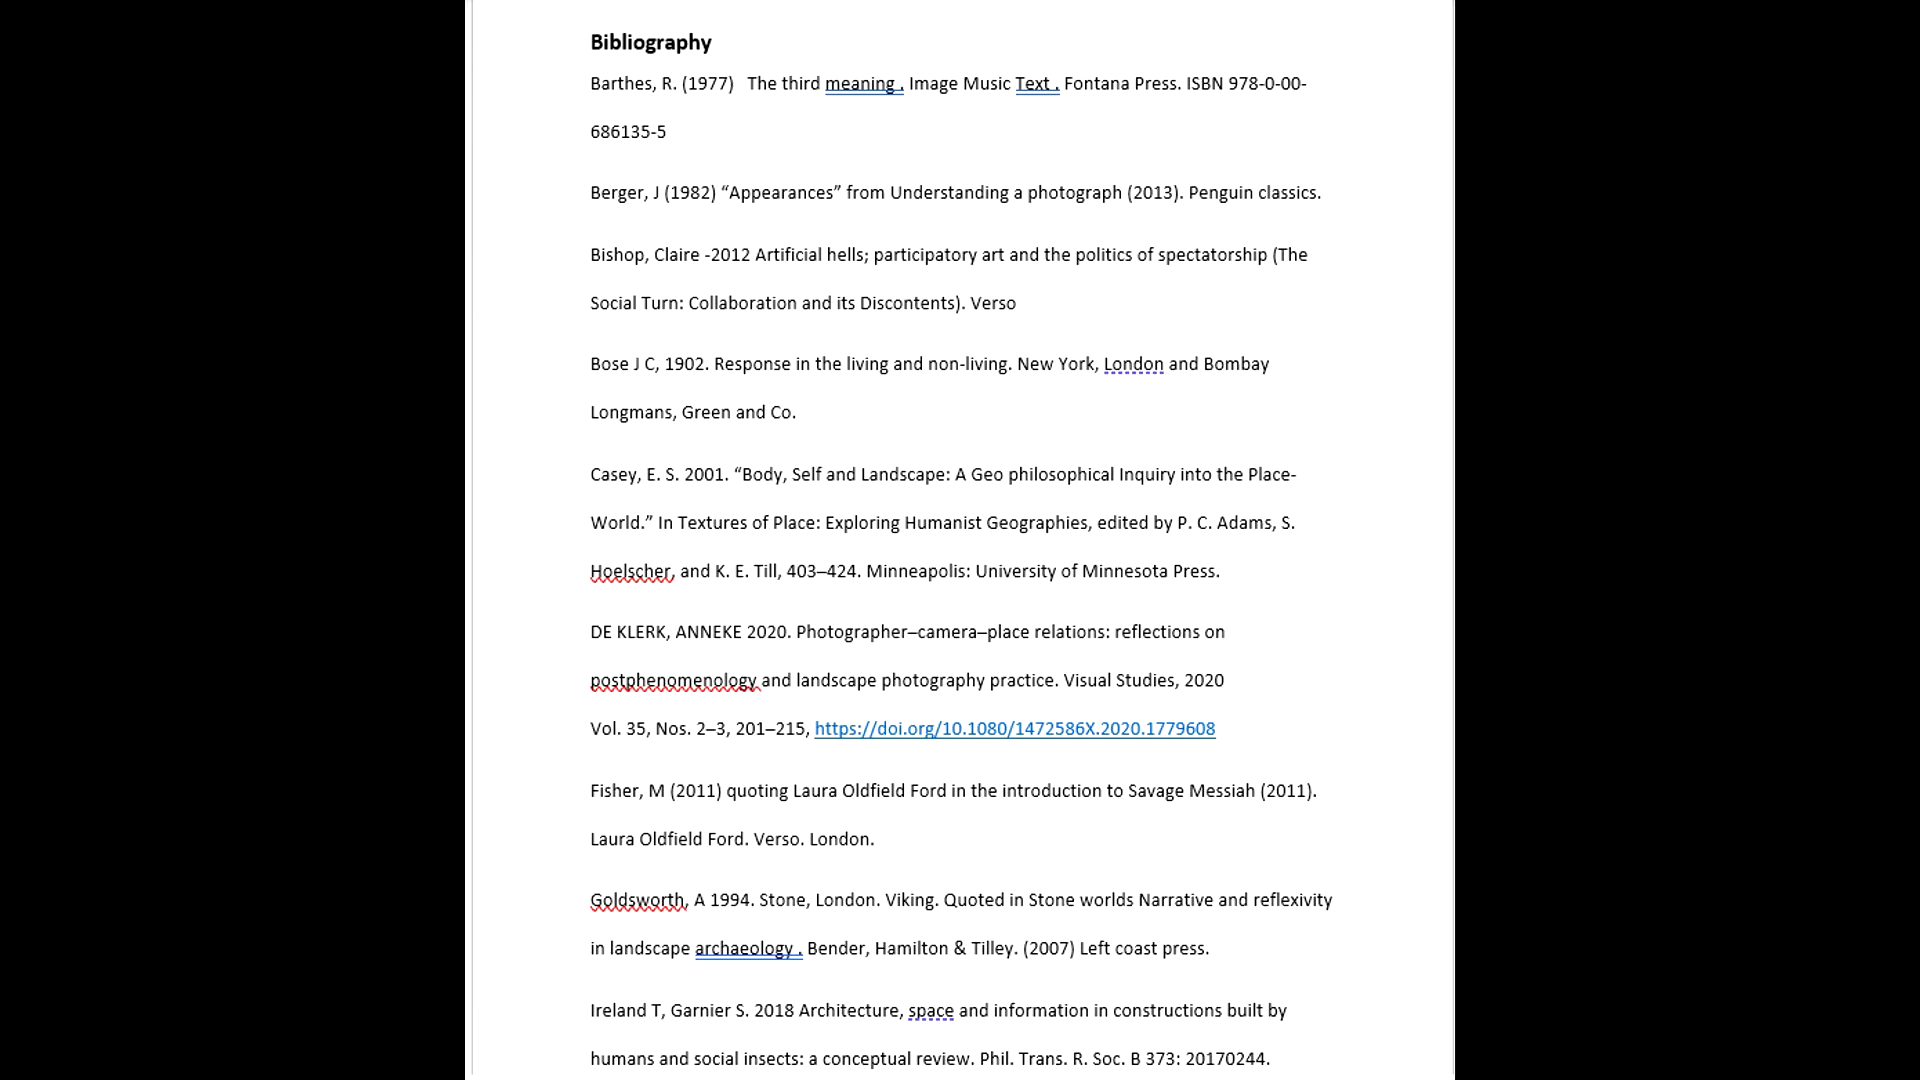 Bibliography
Barthes, R. (1977)  The third meaning . Image Music Text . Fontana Press. ISBN 978-0-00-
686135-5
Berger, J (1982) “Appearances” from Understanding a photograph (2013). Penguin classics.
Bishop, Claire -2012 Artificial hells; participatory art and the politics of spectatorship (The
Social Turn: Collaboration and its Discontents). Verso
Bose J C, 1902. Response in the living and non-living. New York, London and Bombay
Longmans, Green and Co.
Casey, E. S. 2001. “Body, Self and Landscape: A Geo philosophical Inquiry into the Place-
World.” In Textures of Place: Exploring Humanist Geographies, edited by P. C. Adams, S.
Hoelscher, and K. E. Till, 403–424. Minneapolis: University of Minnesota Press.
DE KLERK, ANNEKE 2020. Photographer–camera–place relations: reflections on
postphenomenology and landscape photography practice. Visual Studies, 2020
Vol. 35, Nos. 2–3, 201–215, https://doi.org/10.1080/1472586X.2020.1779608
Fisher, M (2011) quoting Laura Oldfield Ford in the introduction to Savage Messiah (2011).
Laura Oldfield Ford. Verso. London.
Goldsworth, A 1994. Stone, London. Viking. Quoted in Stone worlds Narrative and reflexivity
in landscape archaeology . Bender, Hamilton & Tilley. (2007) Left coast press.
Ireland T, Garnier S. 2018 Architecture, space and information in constructions built by
humans and social insects: a conceptual review. Phil. Trans. R. Soc. B 373: 20170244.